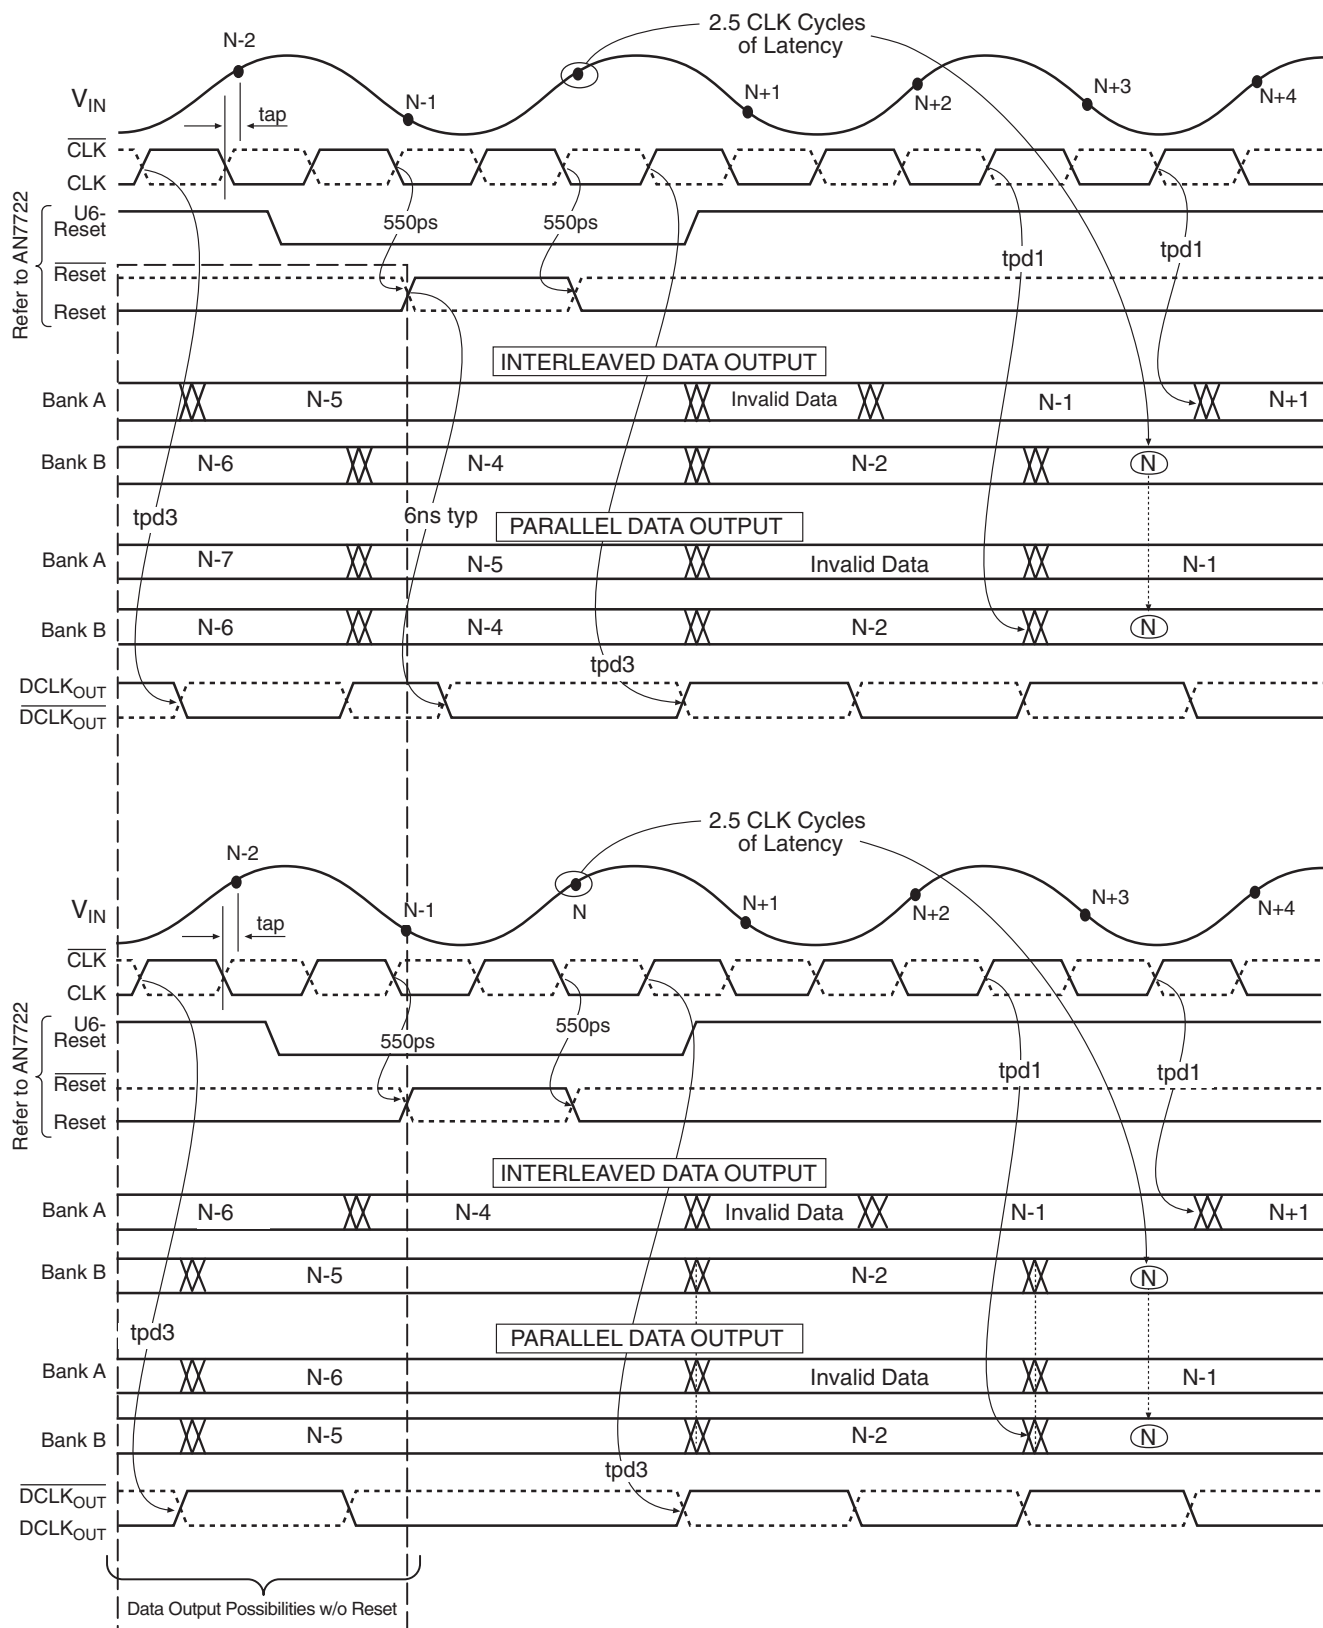 2.5 CLK Cycles
of Latency
N-2
N-1
N+1
N+2
N+3
N+4
VIN
tap
CLK
CLK
Refer to AN7722
U6-
Reset
550ps
550ps
tpd1
tpd1
Reset
Reset
INTERLEAVED DATA OUTPUT
Bank A
N-5
Invalid Data
N-1
N+1
Bank B
N-6
N-4
N-2
N
tpd3
6ns typ
PARALLEL DATA OUTPUT
Bank A
N-7
N-5
Invalid Data
N-1
Bank B
N-6
N-4
N-2
N
tpd3
DCLKOUT
DCLKOUT
2.5 CLK Cycles
of Latency
N-2
N-1
N
N+1
N+2
N+3
N+4
VIN
tap
CLK
CLK
Refer to AN7722
U6-
Reset
550ps
550ps
tpd1
tpd1
Reset
Reset
INTERLEAVED DATA OUTPUT
Bank A
N-6
N-4
Invalid Data
N-1
N+1
Bank B
N-5
N-2
N
tpd3
PARALLEL DATA OUTPUT
Bank A
N-6
Invalid Data
N-1
Bank B
N-5
N-2
N
tpd3
DCLKOUT
DCLKOUT
Data Output Possibilities w/o Reset